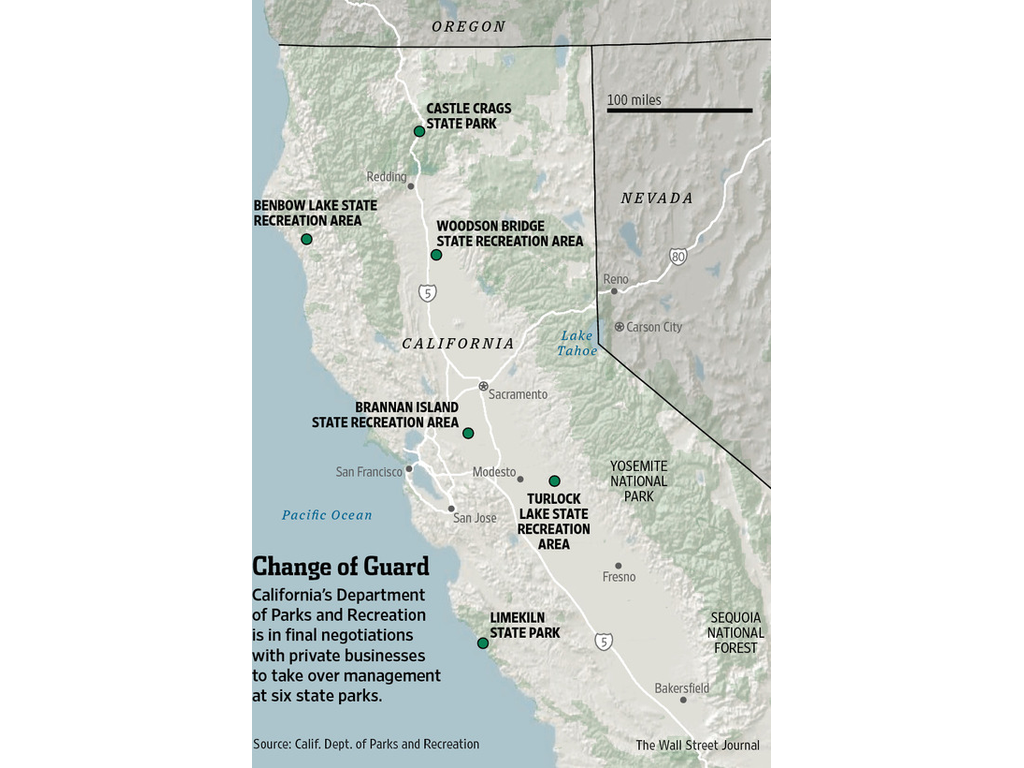 OREGON
100 miles
CASTLE CRAGS
STATE PARK
Redding
NEVADA
BENBOW LAKE STATE
RECREATION AREA
WOODSON BRIDGE
STATE RECREATION AREA
80
Reno
5
Carson City
Lake
Tahoe
CALIFORNIA
Sacramento
BRANNAN ISLAND
STATE RECREATION AREA
San Francisco
Modesto
YOSEMITE
NATIONAL
PARK
TURLOCK
LAKE STATE
RECREATION
AREA
Pacific Ocean
San Jose
Change of Guard
California's Department
of Parks and Recreation
is in final negotiations
with private businesses
to take over management
at six state parks.
Fresno
LIMEKILN
STATE PARK
5
SEQUOIA
NATIONAL
FOREST
Bakersfield
Source: Calif. Dept. of Parks and Recreation
The Wall Street Journal